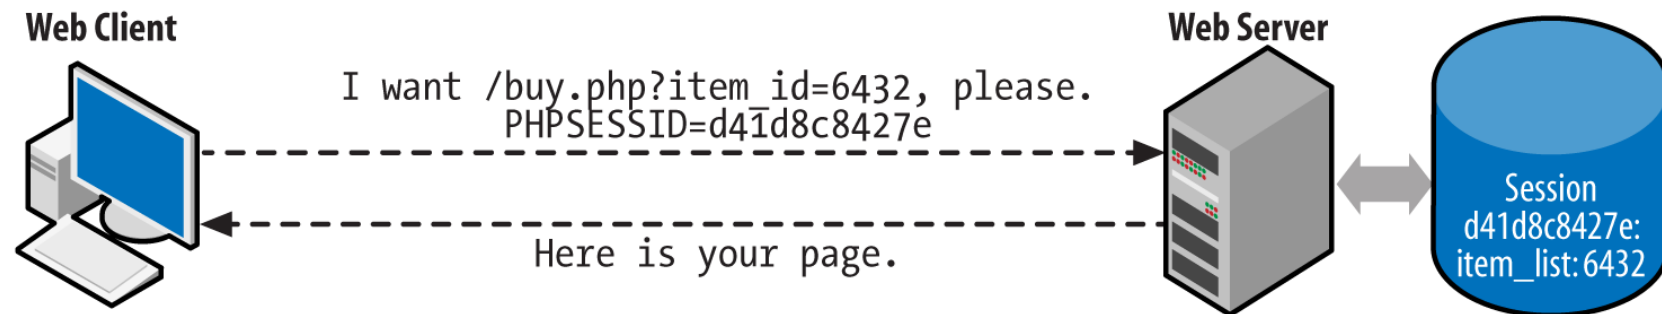 Web Client
Web Server
I want /buy.php?item_id=6432, please.
PHPSESSID=d41d8c8427e
Here is your page.
Session
d41d8c8427e:
item_list: 6432